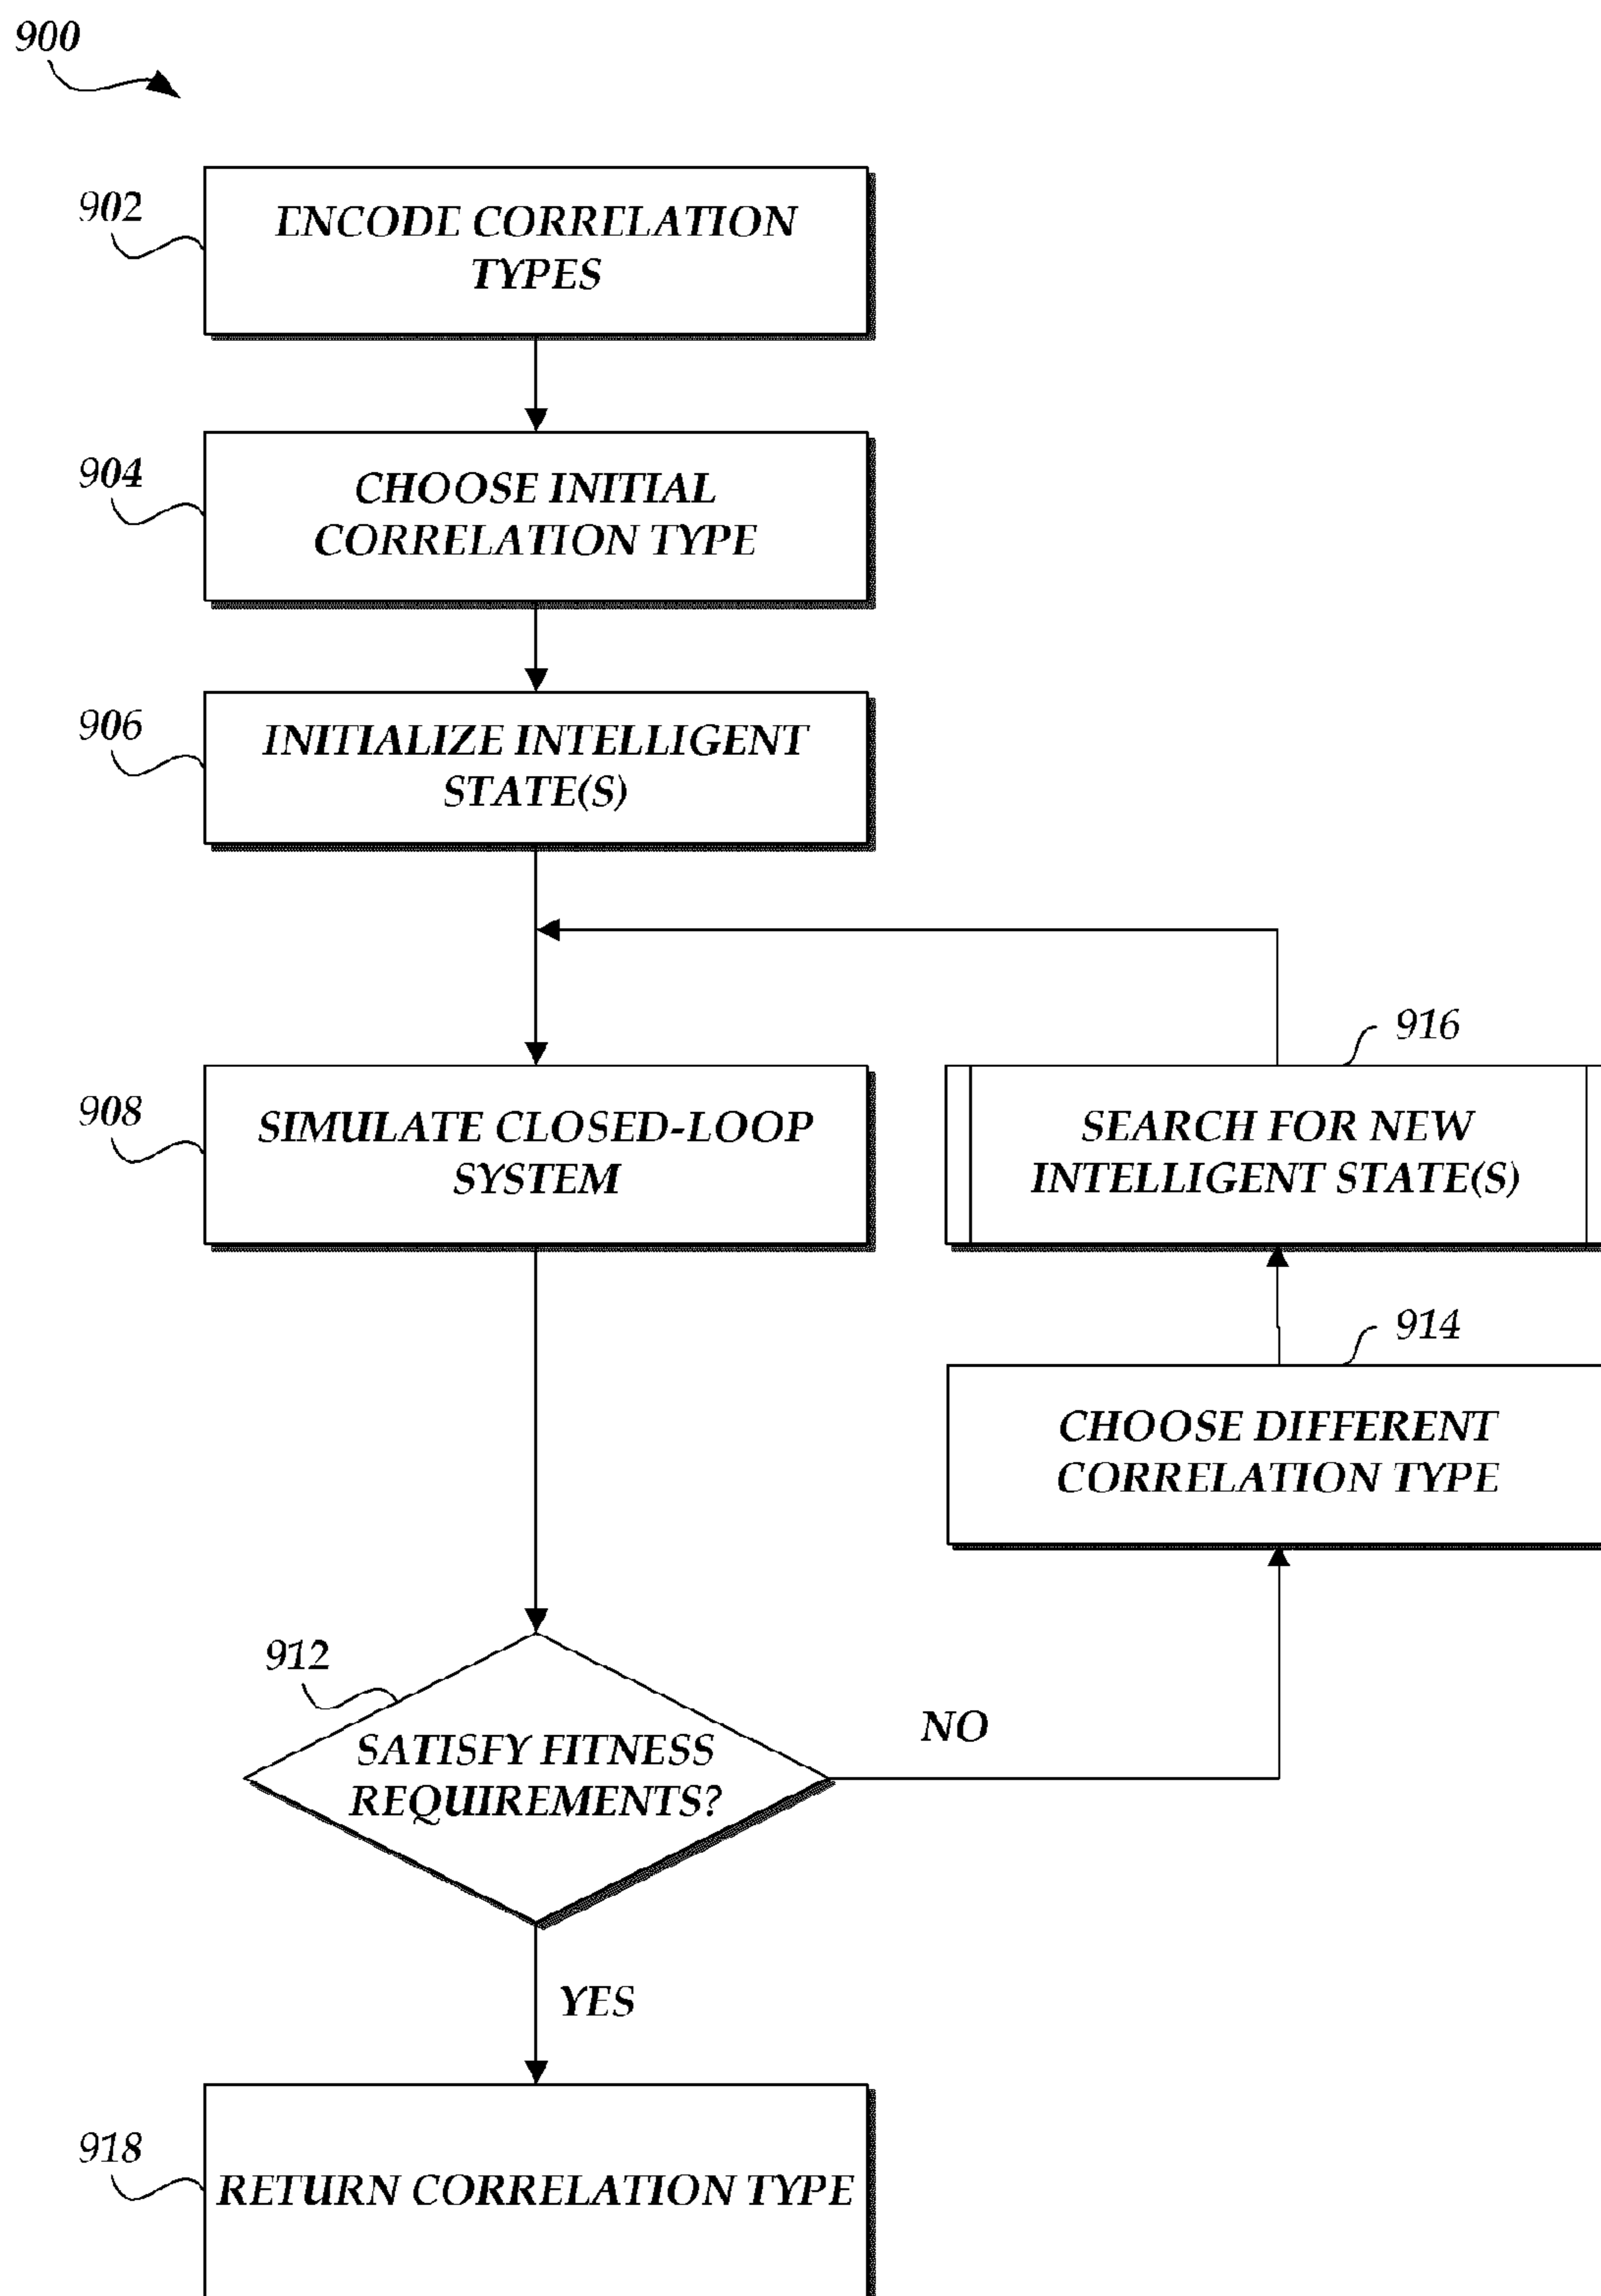 900
902
ENCODE CORRELATION
TYPES
904
CHOOSE INITIAL
CORRELATION TYPE
906
INITIALIZE INTELLIGENT
STATE(S)
908
SIMULATE CLOSED-LOOP
SYSTEM
916
SEARCH FOR NEW
INTELLIGENT STATE(S)
914
CHOOSE DIFFERENT
CORRELATION TYPE
912
SATISFY FITNESS
REQUIREMENTS?
NO
YES
918
RETURN CORRELATION TYPE